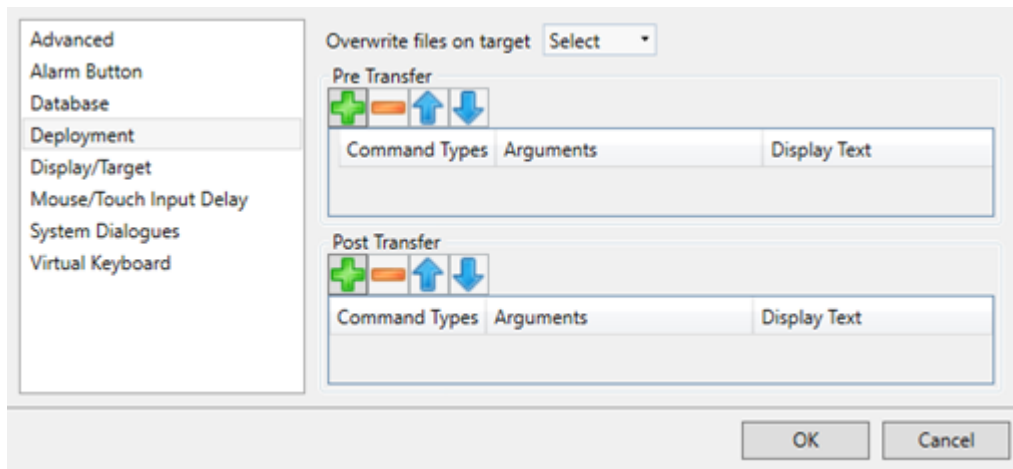 Advanced
Alarm Button
Database
Deployment
Display/Target
Mouse/Touch Input Delay
System Dialogues
Virtual Keyboard
Overwrite files on target Select
Pre Transfer
Command Types Arguments Display Text
Post Transfer
Command Types Arguments Display Text
OK Cancel